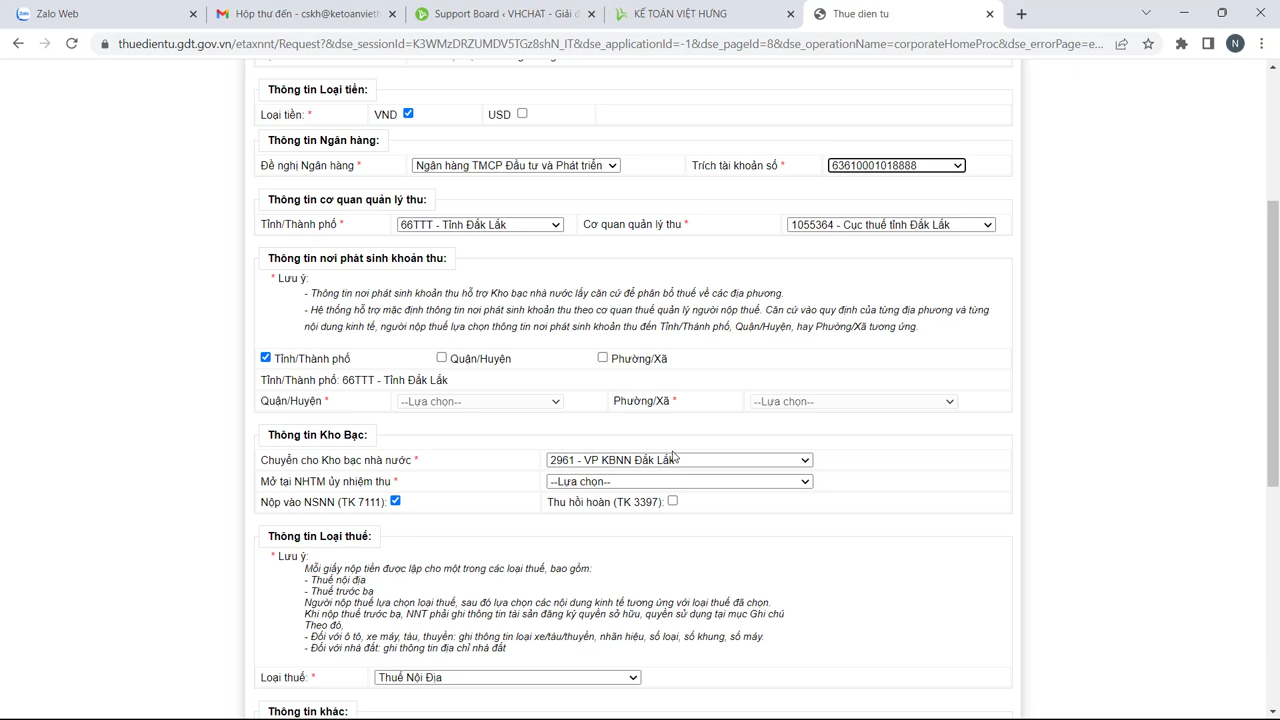 Zalo Web
Hộp thư đến - cskh@ketoanvieth
Support Board ‹ VHCHAT - Giải đ
KẾ TOÁN VIỆT HƯNG
Thue dien tu
thuedientu.gdt.gov.vn/etaxnnt/Request?&dse_sessionId=K3WMzDRZWMDV5TGz8shN_IT&dse_applicationId=-1&dse_pageId=8&dse_operationName=corporateHomeProc&dse_errorPage=e...
N
Thông tin Loại tiền:
Loại tiền: * VND USD
Thông tin Ngân hàng:
Đề nghị Ngân hàng * Ngân hàng TMCP Đầu tư và Phát triển Trích tài khoản số * 63610001018888
Thông tin cơ quan quản lý thu:
Tỉnh/Thành phố * 66TTT - Tỉnh Đắk Lắk Cơ quan quản lý thu * 1055364 - Cục thuế tỉnh Đắk Lắk
Thông tin nơi phát sinh khoản thu:
* Lưu ý:
- Thông tin nơi phát sinh khoản thu hỗ trợ Kho bạc nhà nước lấy căn cứ để phân bổ thuế về các địa phương.
- Hệ thống hỗ trợ mặc định thông tin nơi phát sinh khoản thu theo cơ quan thuế quản lý người nộp thuế. Căn cứ vào quy định của từng địa phương và từng
nội dung kinh tế, người nộp thuế lựa chọn thông tin nơi phát sinh khoản thu đến Tỉnh/Thành phố, Quận/Huyện, hay Phường/Xã tương ứng.
Tỉnh/Thành phố Quận/Huyện Phường/Xã
Tỉnh/Thành phố: 66TTT - Tỉnh Đắk Lắk
Quận/Huyện * --Lựa chọn-- Phường/Xã * --Lựa chọn--
Thông tin Kho Bạc:
Chuyển cho Kho bạc nhà nước * 2961 - VP KBNN Đắk Lắk
Mở tại NHTM ủy nhiệm thu * --Lựa chọn--
Nộp vào NSNN (TK 7111): Thu hồi hoàn (TK 3397):
Thông tin Loại thuế:
* Lưu ý:
Mỗi giấy nộp tiền được lập cho một trong các loại thuế, bao gồm:
- Thuế nội địa
- Thuế trước bạ
Người nộp thuế lựa chọn loại thuế, sau đó lựa chọn các nội dung kinh tế tương ứng với loại thuế đã chọn.
Khi nộp thuế trước bạ, NNT phải ghi thông tin tài sản đăng ký quyền sở hữu, quyền sử dụng tại mục Ghi chú
Theo đó,
- Đối với ô tô, xe máy, tàu, thuyền: ghi thông tin loại xe/tàu/thuyền, nhãn hiệu, số loại, số khung, số máy.
- Đối với nhà đất: ghi thông tin địa chỉ nhà đất
Loại thuế: * Thuế Nội Địa
Thông tin khác: